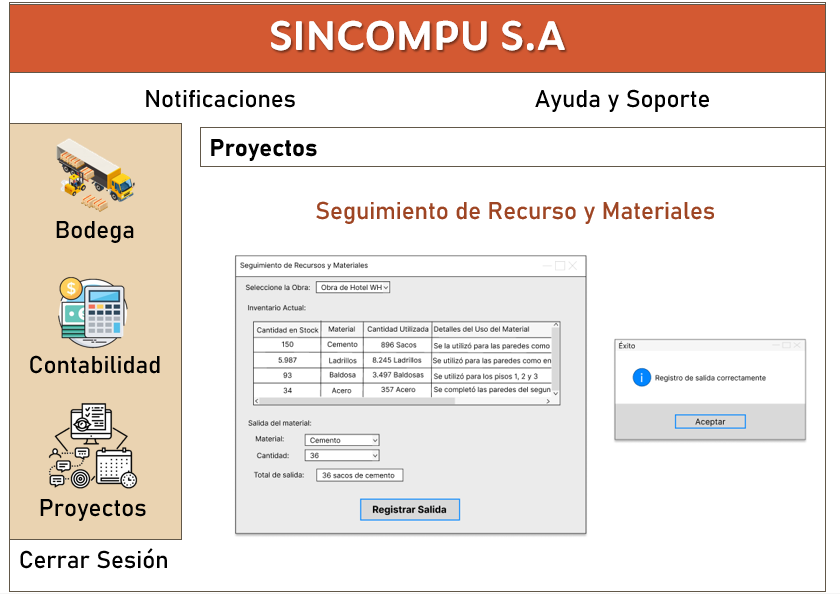 SINCOMPU S.A
Notificaciones Ayuda y Soporte
Bodega
Contabilidad
Proyectos
Cerrar Sesión
Proyectos
Seguimiento de Recurso y Materiales
Seguimiento de Recursos y Materiales
Seleccione la Obra: Obra de Hotel WH
Inventario Actual:
Cantidad en Stock Material Cantidad Utilizada Detalles del Uso del Material
150 Cemento 896 Sacos Se la utilizó para las paredes como
5.987 Ladrillos 8.245 Ladrillos Se utilizó para las paredes como en
93 Baldosa 3.497 Baldosas Se utilizó para los pisos 1, 2 y 3
34 Acero 357 Acero Se completó las paredes del segun
Salida del material:
Material: Cemento
Cantidad: 36
Total de salida: 36 sacos de cemento
Registrar Salida
Éxito
Registro de salida correctamente
Aceptar